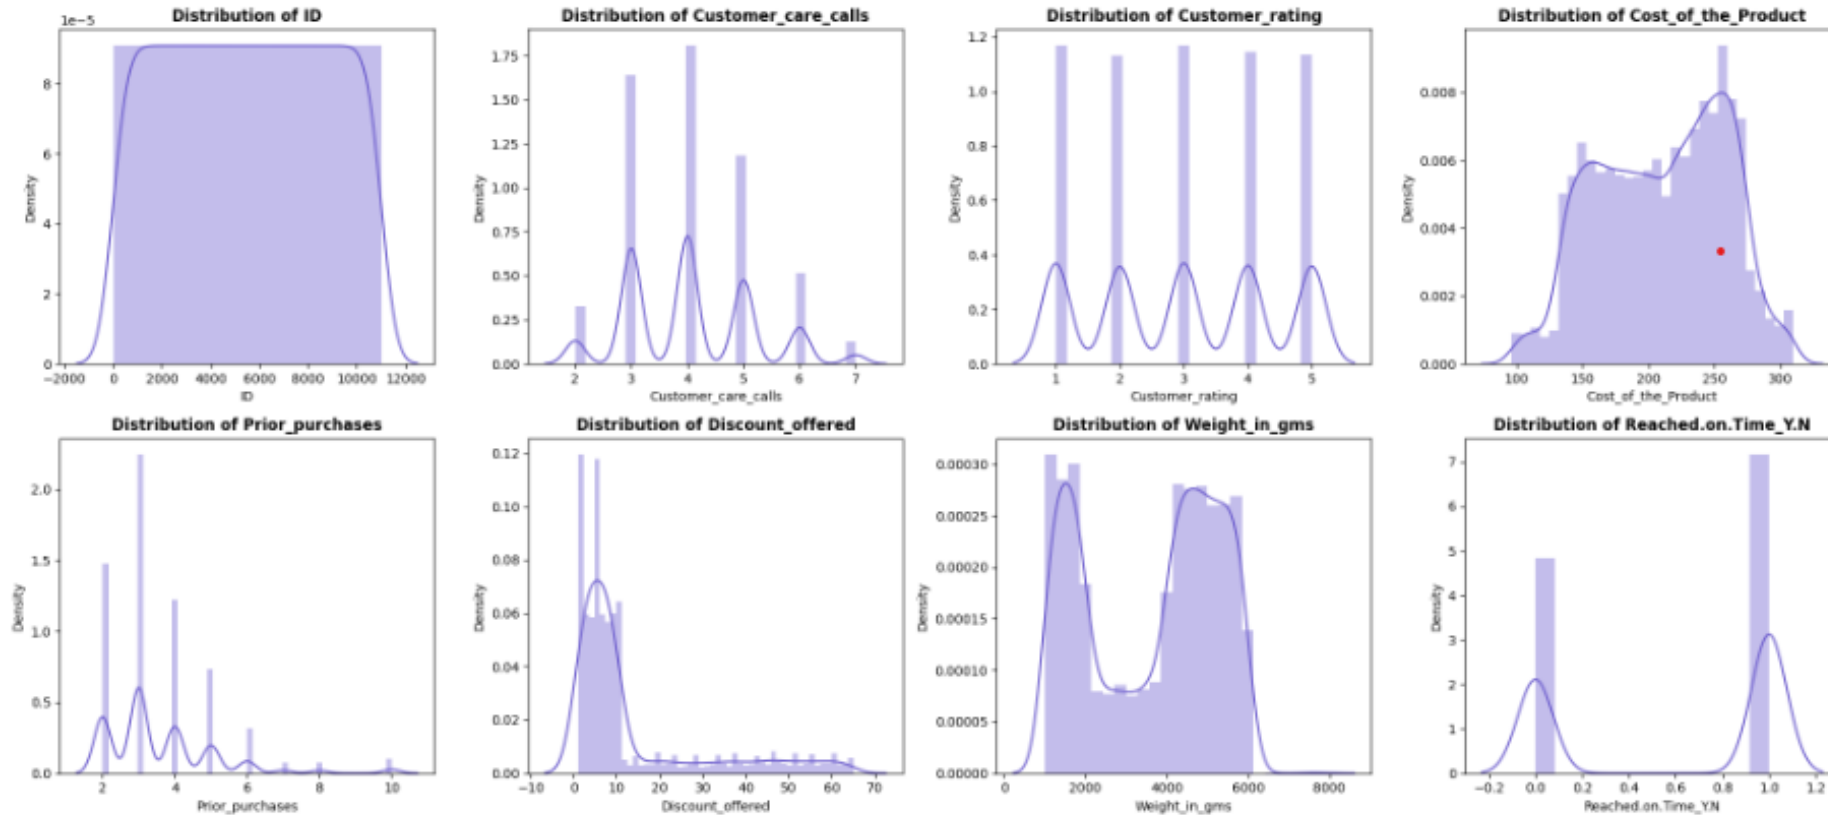 Distribution of ID
1e−5
Density
8
6
4
2
0
−2000 0 2000 4000 6000 8000 10000 12000
ID
Distribution of Customer_care_calls
Density
1.75
1.50
1.25
1.00
0.75
0.50
0.25
0.00
2 3 4 5 6 7
Customer_care_calls
Distribution of Customer_rating
Density
1.2
1.0
0.8
0.6
0.4
0.2
0.0
1 2 3 4 5
Customer_rating
Distribution of Cost_of_the_Product
Density
0.008
0.006
0.004
0.002
0.000
100 150 200 250 300
Cost_of_the_Product
Distribution of Prior_purchases
Density
2.0
1.5
1.0
0.5
0.0
2 4 6 8 10
Prior_purchases
Distribution of Discount_offered
Density
0.12
0.10
0.08
0.06
0.04
0.02
0.00
−10 0 10 20 30 40 50 60 70
Discount_offered
Distribution of Weight_in_gms
Density
0.00030
0.00025
0.00020
0.00015
0.00010
0.00005
0.00000
0 2000 4000 6000 8000
Weight_in_gms
Distribution of Reached.on.Time_Y.N
Density
7
6
5
4
3
2
1
0
−0.2 0.0 0.2 0.4 0.6 0.8 1.0 1.2
Reached.on.Time_Y.N